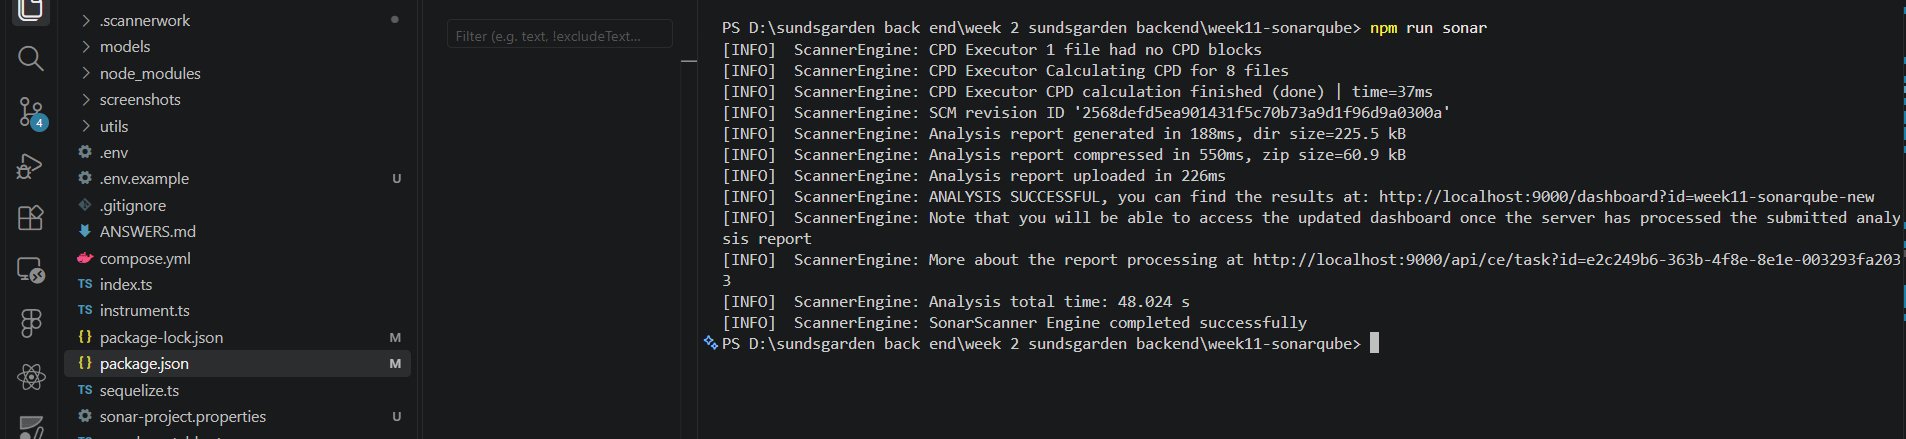 .scannerwork
models
node_modules
screenshots
utils
.env
.env.example U
.gitignore
ANSWERS.md
compose.yml
TS index.ts
TS instrument.ts
{ } package-lock.json M
{ } package.json M
TS sequelize.ts
sonar-project.properties U
TS
4
Filter (e.g. text, !excludeText...
PS D:\sundsgarden back end\week 2 sundsgarden backend\week11-sonarqube> npm run sonar
[INFO]  ScannerEngine: CPD Executor 1 file had no CPD blocks
[INFO]  ScannerEngine: CPD Executor Calculating CPD for 8 files
[INFO]  ScannerEngine: CPD Executor CPD calculation finished (done) | time=37ms
[INFO]  ScannerEngine: SCM revision ID '2568defd5ea901431f5c70b73a9d1f96d9a0300a'
[INFO]  ScannerEngine: Analysis report generated in 188ms, dir size=225.5 kB
[INFO]  ScannerEngine: Analysis report compressed in 550ms, zip size=60.9 kB
[INFO]  ScannerEngine: Analysis report uploaded in 226ms
[INFO]  ScannerEngine: ANALYSIS SUCCESSFUL, you can find the results at: http://localhost:9000/dashboard?id=week11-sonarqube-new
[INFO]  ScannerEngine: Note that you will be able to access the updated dashboard once the server has processed the submitted analy
sis report
[INFO]  ScannerEngine: More about the report processing at http://localhost:9000/api/ce/task?id=e2c249b6-363b-4f8e-8e1e-003293fa203
3
[INFO]  ScannerEngine: Analysis total time: 48.024 s
[INFO]  ScannerEngine: SonarScanner Engine completed successfully
PS D:\sundsgarden back end\week 2 sundsgarden backend\week11-sonarqube>